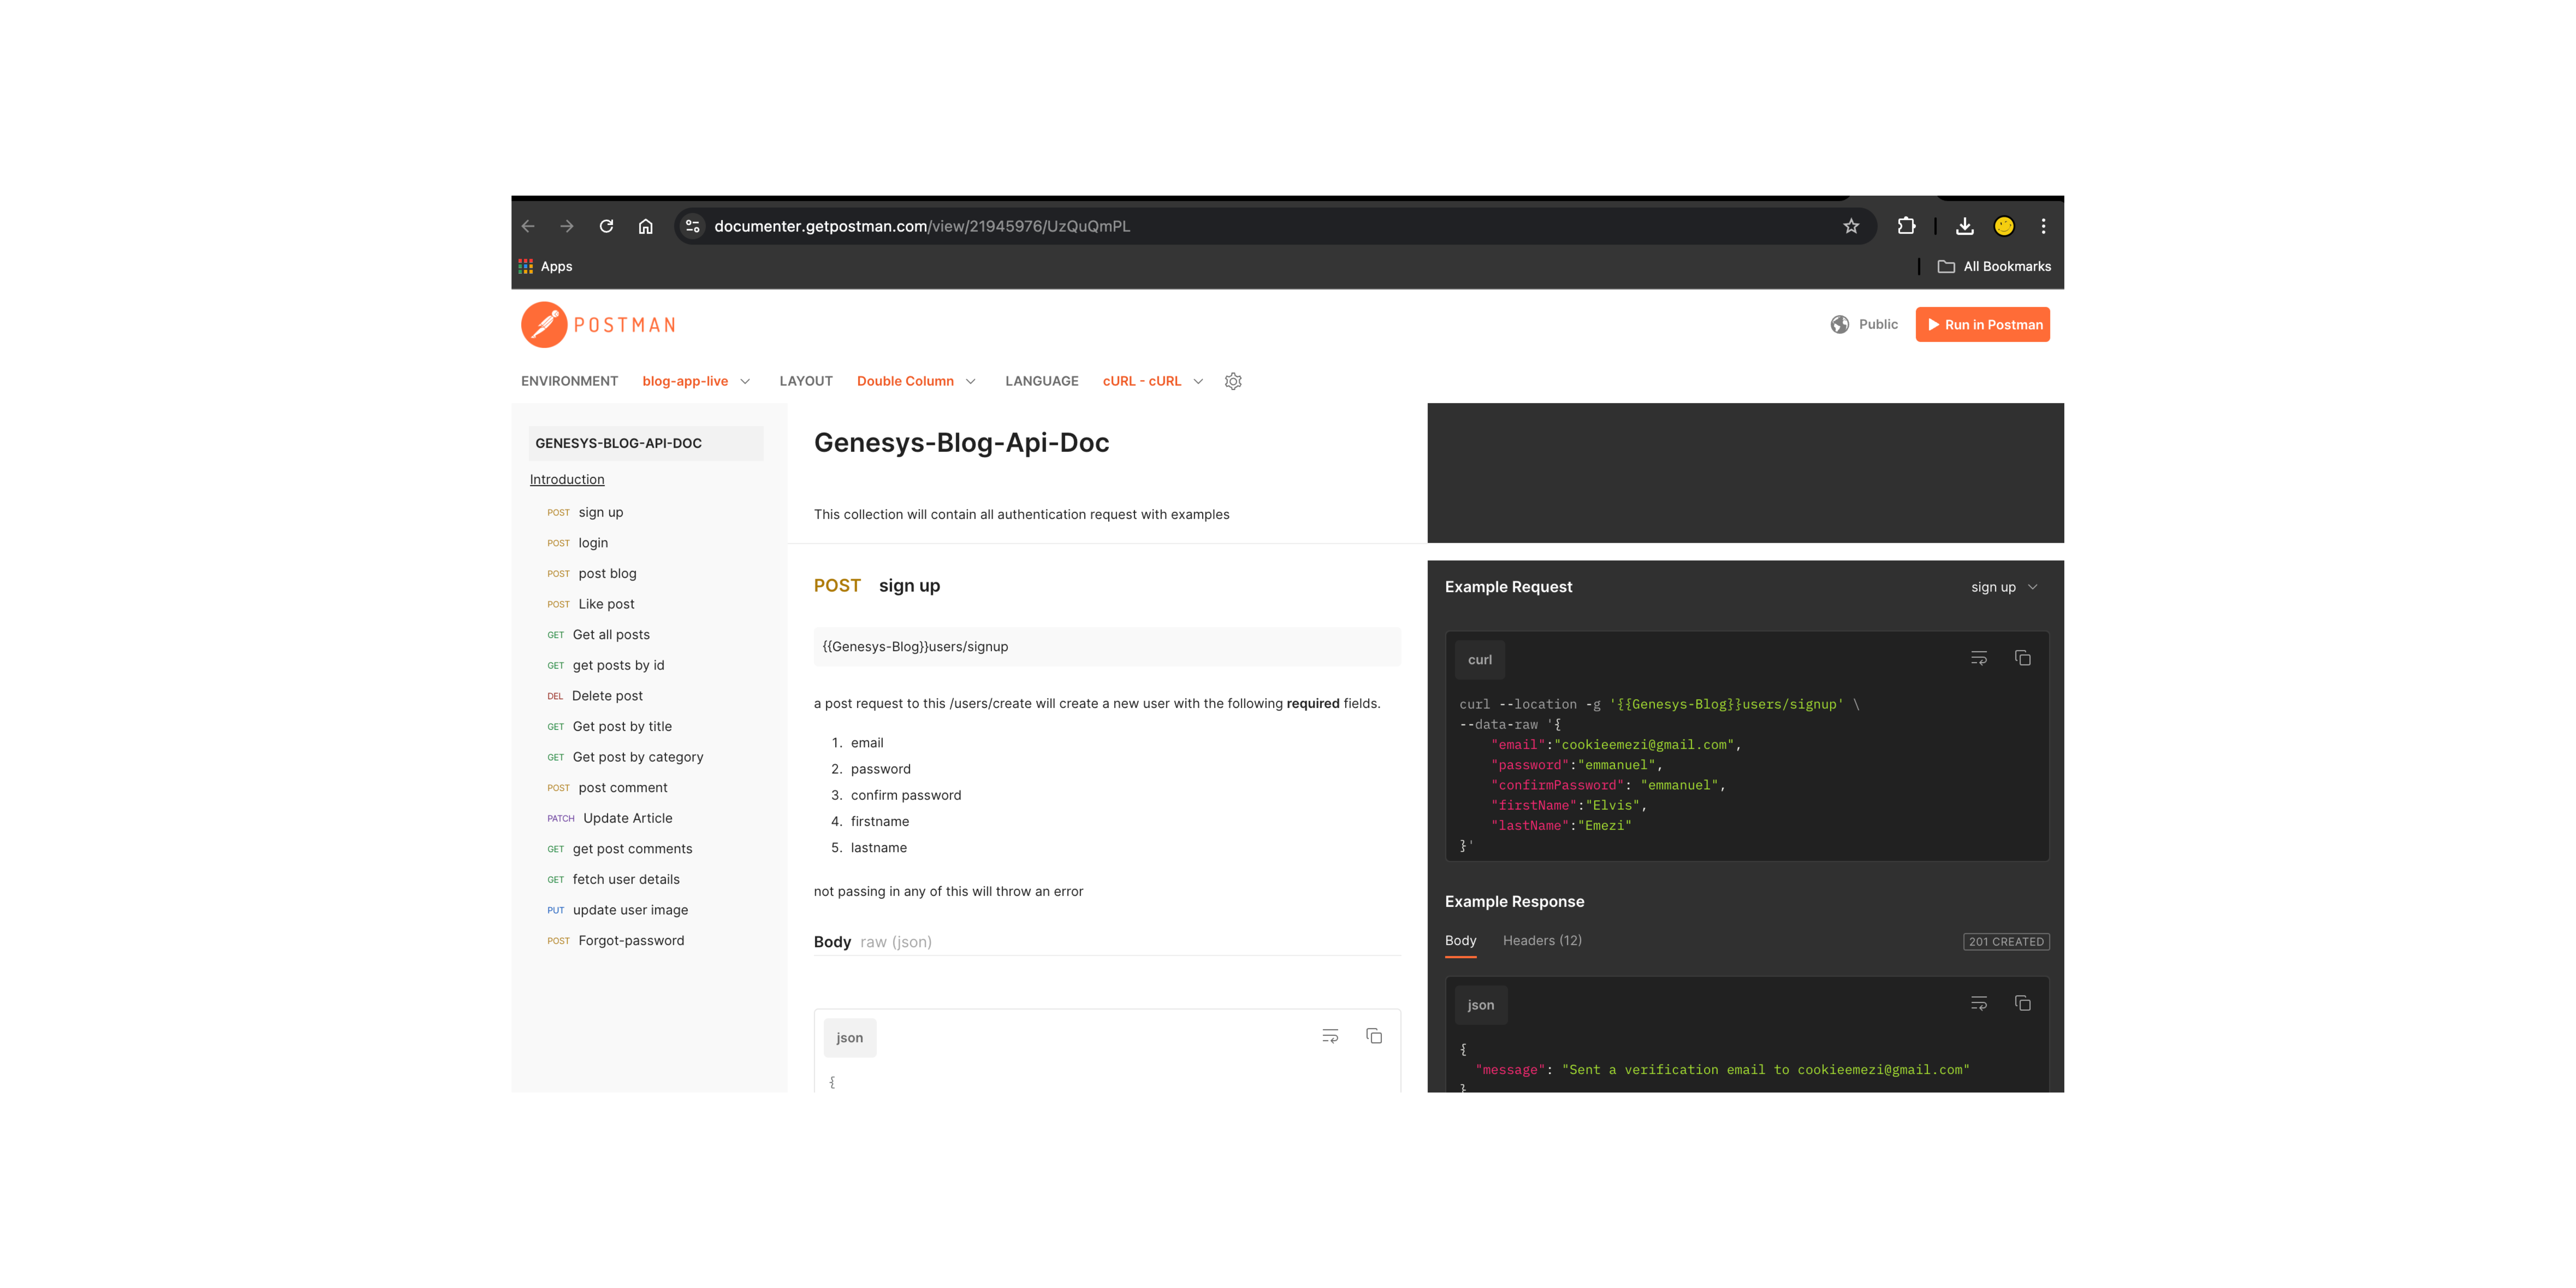 documenter.getpostman.com/view/21945976/UzQuQmPL
Apps
All Bookmarks
POSTMAN
Public
Run in Postman
ENVIRONMENT blog-app-live LAYOUT Double Column LANGUAGE cURL - cURL
GENESYS-BLOG-API-DOC
Introduction
POST sign up
POST login
POST post blog
POST Like post
GET Get all posts
GET get posts by id
DEL Delete post
GET Get post by title
GET Get post by category
POST post comment
PATCH Update Article
GET get post comments
GET fetch user details
PUT update user image
POST Forgot-password
Genesys-Blog-Api-Doc
This collection will contain all authentication request with examples
POST sign up
{{Genesys-Blog}}users/signup
a post request to this /users/create will create a new user with the following required fields.
1. email
2. password
3. confirm password
4. firstname
5. lastname
not passing in any of this will throw an error
Body raw (json)
json
{
Example Request
sign up
curl
curl --location -g '{{Genesys-Blog}}users/signup' \
--data-raw '{
"email":"cookieemezi@gmail.com",
"password":"emmanuel",
"confirmPassword": "emmanuel",
"firstName":"Elvis",
"lastName":"Emezi"
}'
Example Response
Body Headers (12)
201 CREATED
json
{
"message": "Sent a verification email to cookieemezi@gmail.com"
}